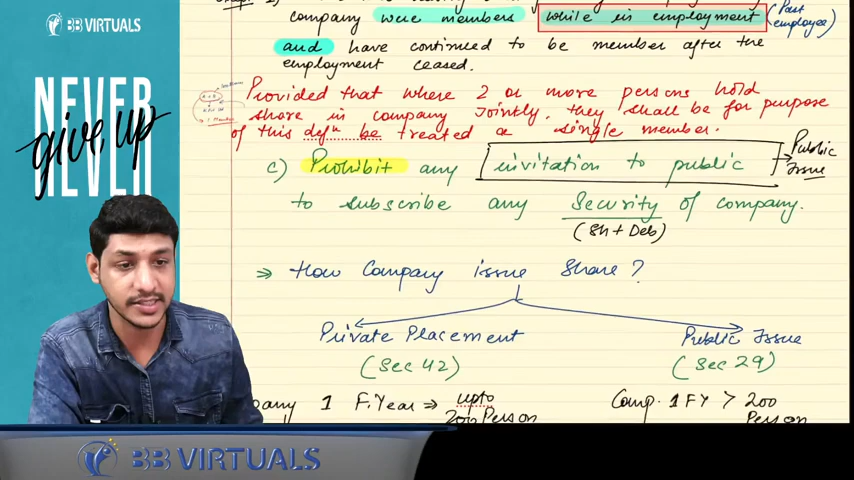 BB VIRTUALS
NEVER
give up
NEVER
company were members while in employment (Past
employee)
and have continued to be member after the
employment ceased.
Provided that where 2 or more persons hold
share in company Jointly, they shall be for purpose
of this defn be treated as single member.
c) Prohibit any invitation to public → Public
Issue
to subscribe any Security of company.
(Sh + Deb)
⇒ How Company issue Share?
Private Placement Public Issue
(Sec 42) (Sec 29)
1 F.Year ⇒ upto Comp. 1 FY > 200
200 Person Person
BB VIRTUALS